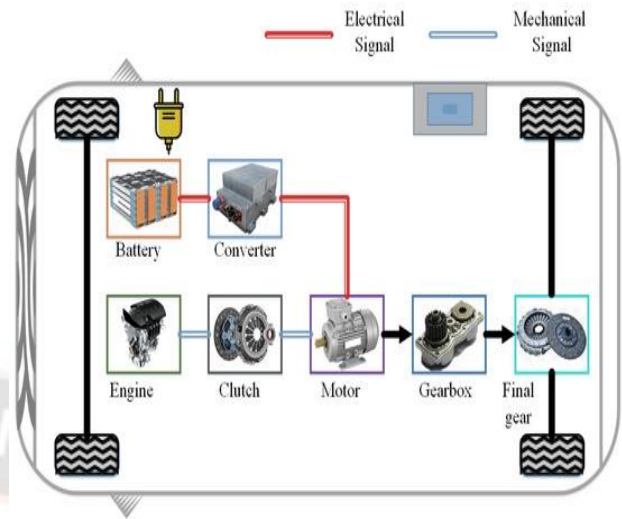 Electrical
Signal
Mechanical
Signal
Battery
Converter
Engine
Clutch
Motor
Gearbox
Final
gear